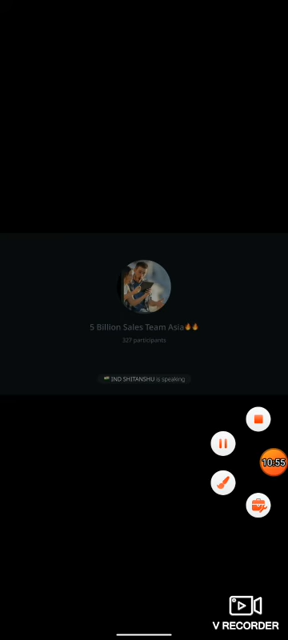 5 Billion Sales Team Asia🔥🔥
327 participants
IND SHITANSHU is speaking
10:55
V RECORDER